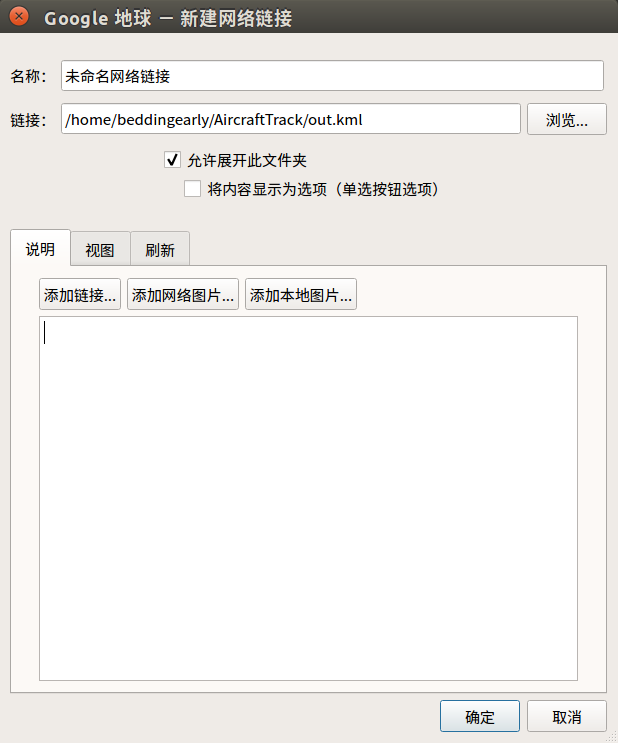 Google 地球 — 新建网络链接
名称：
未命名网络链接
链接：
/home/beddingearly/AircraftTrack/out.kml
浏览...
允许展开此文件夹
将内容显示为选项（单选按钮选项）
说明
视图
刷新
添加链接...
添加网络图片...
添加本地图片...
确定
取消